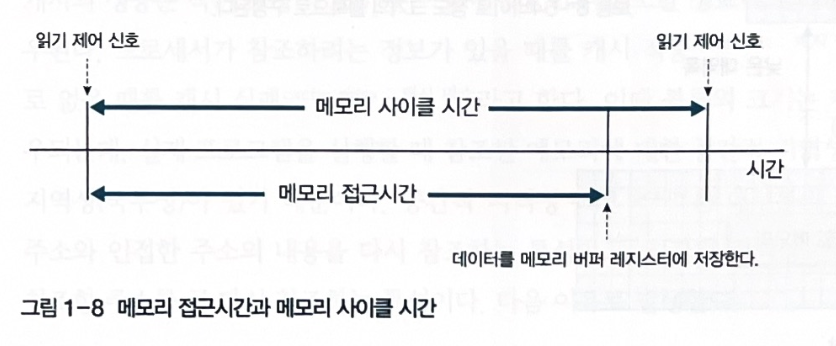 읽기 제어 신호
읽기 제어 신호
메모리 사이클 시간
시간
메모리 접근시간
데이터를 메모리 버퍼 레지스터에 저장한다.
그림 1-8 메모리 접근시간과 메모리 사이클 시간